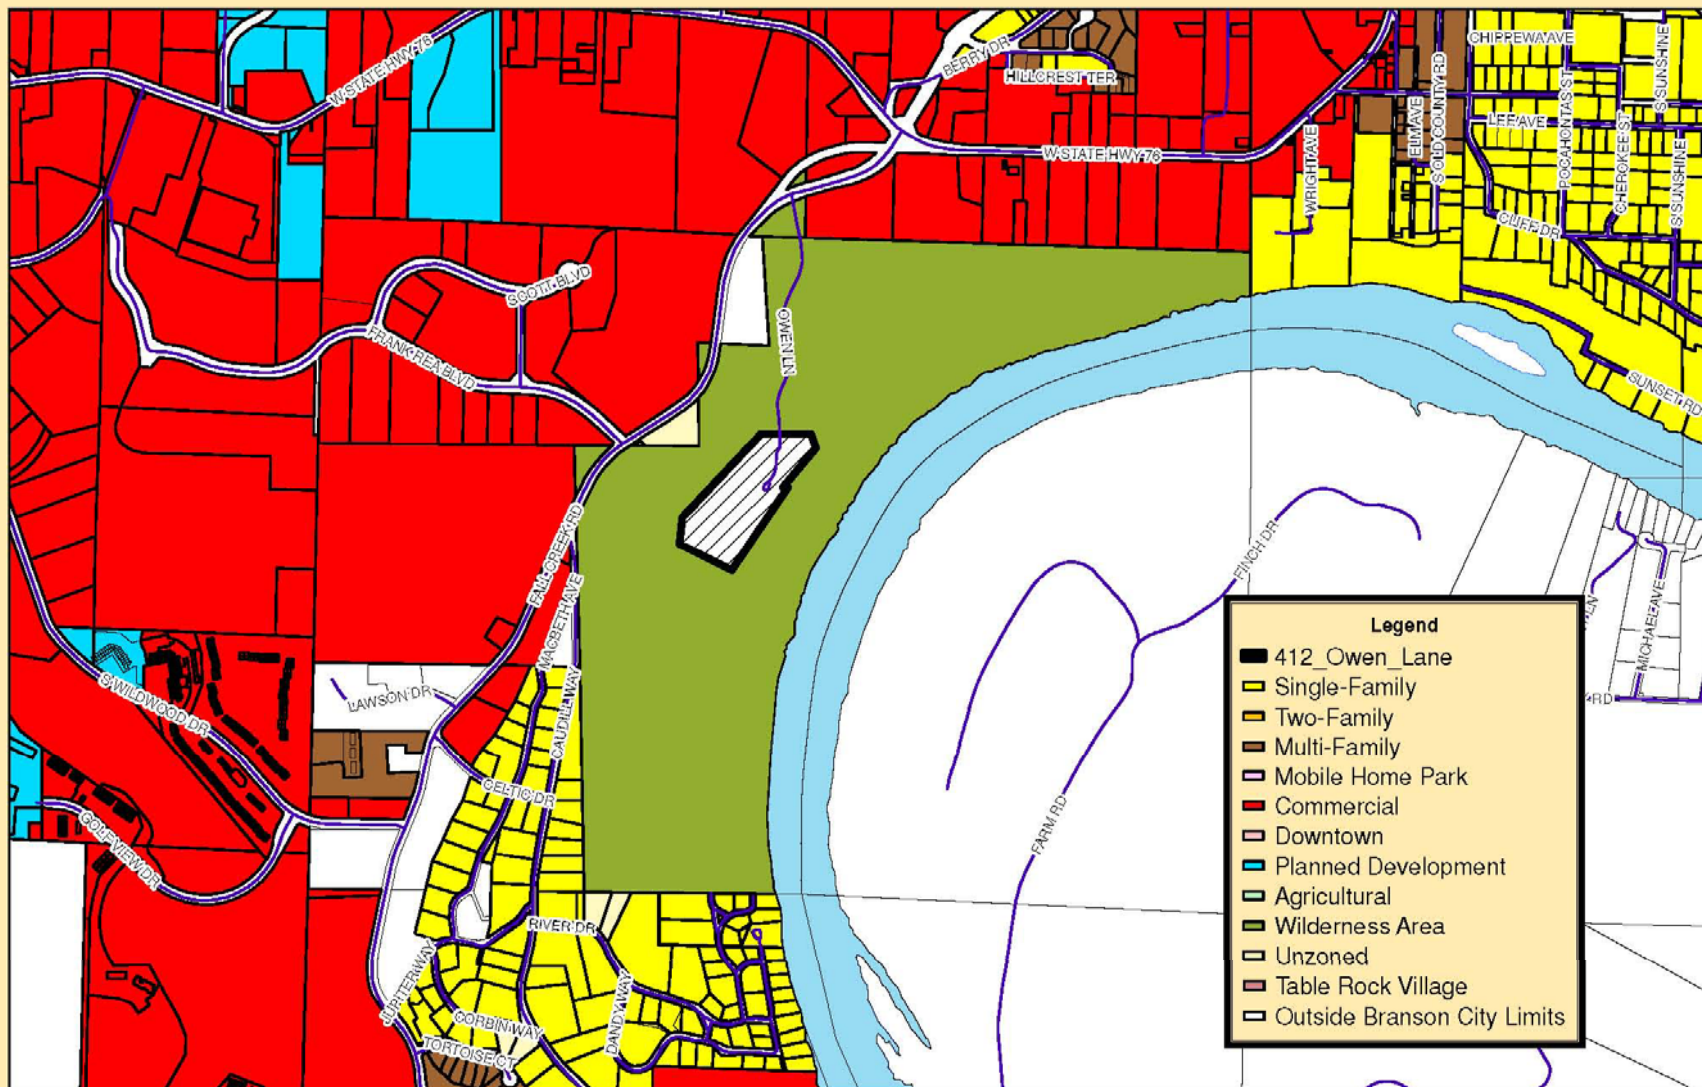 W STATE HWY 76
BERRY DR
HILLCREST TER
CHIPPEWA AVE
S SUNSHINE
ELM AVE
S OLD COUNTY RD
LEE AVE
POCAHONTAS ST
CHEROKEE ST
S SUNSHINE
W STATE HWY 76
WRIGHT AVE
CLIFF DR
SCOTT BLVD
OWEN LN
FRANK REA BLVD
SUNSET RD
FALL CREEK RD
FINCH DR
MACBETH AVE
LN
MICHAEL AVE
S WILDWOOD DR
LAWSON DR
CAUDILL WAY
RD
CELTIC DR
GOLF VIEW DR
FARM RD
RIVER DR
JUPITER WAY
CORBIN WAY
DANDY WAY
TORTOISE CT
Legend
412_Owen_Lane
Single-Family
Two-Family
Multi-Family
Mobile Home Park
Commercial
Downtown
Planned Development
Agricultural
Wilderness Area
Unzoned
Table Rock Village
Outside Branson City Limits